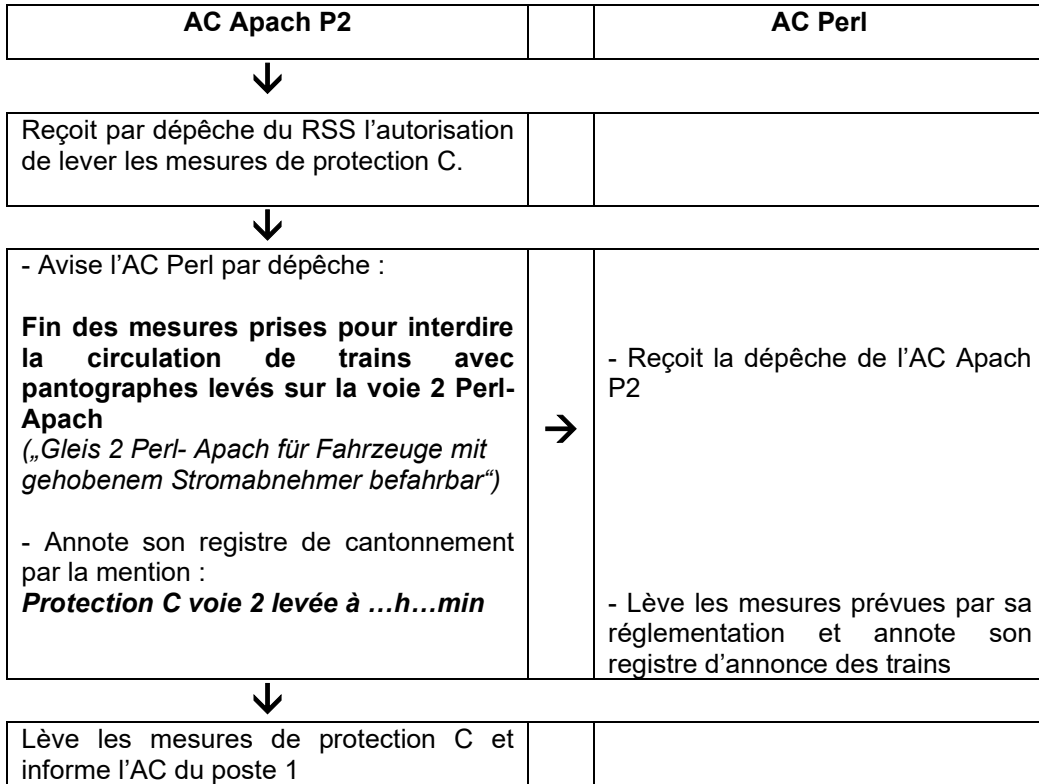 AC Apach P2
AC Perl
Reçoit par dépêche du RSS l’autorisation
de lever les mesures de protection C.
- Avise l’AC Perl par dépêche :
Fin des mesures prises pour interdire
la circulation de trains avec
pantographes levés sur la voie 2 Perl-
Apach
(„Gleis 2 Perl- Apach für Fahrzeuge mit
gehobenem Stromabnehmer befahrbar“)
- Annote son registre de cantonnement
par la mention :
Protection C voie 2 levée à …h…min
- Reçoit la dépêche de l’AC Apach
P2
- Lève les mesures prévues par sa
réglementation et annote son
registre d’annonce des trains
Lève les mesures de protection C et
informe l’AC du poste 1